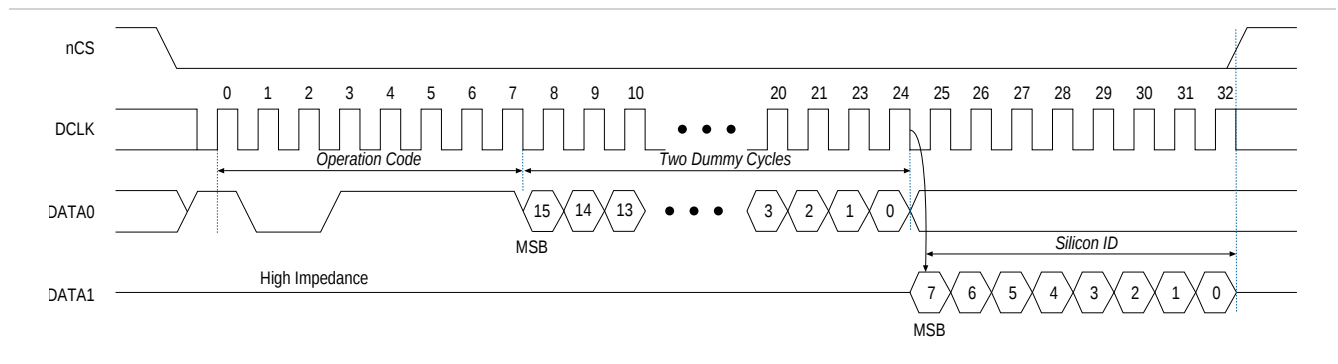 nCS
0 1 2 3 4 5 6 7 8 9 10 20 21 23 24 25 26 27 28 29 30 31 32
DCLK
Operation Code Two Dummy Cycles
DATA0 15 14 13 3 2 1 0
MSB Silicon ID
High Impedance
DATA1 7 6 5 4 3 2 1 0
MSB